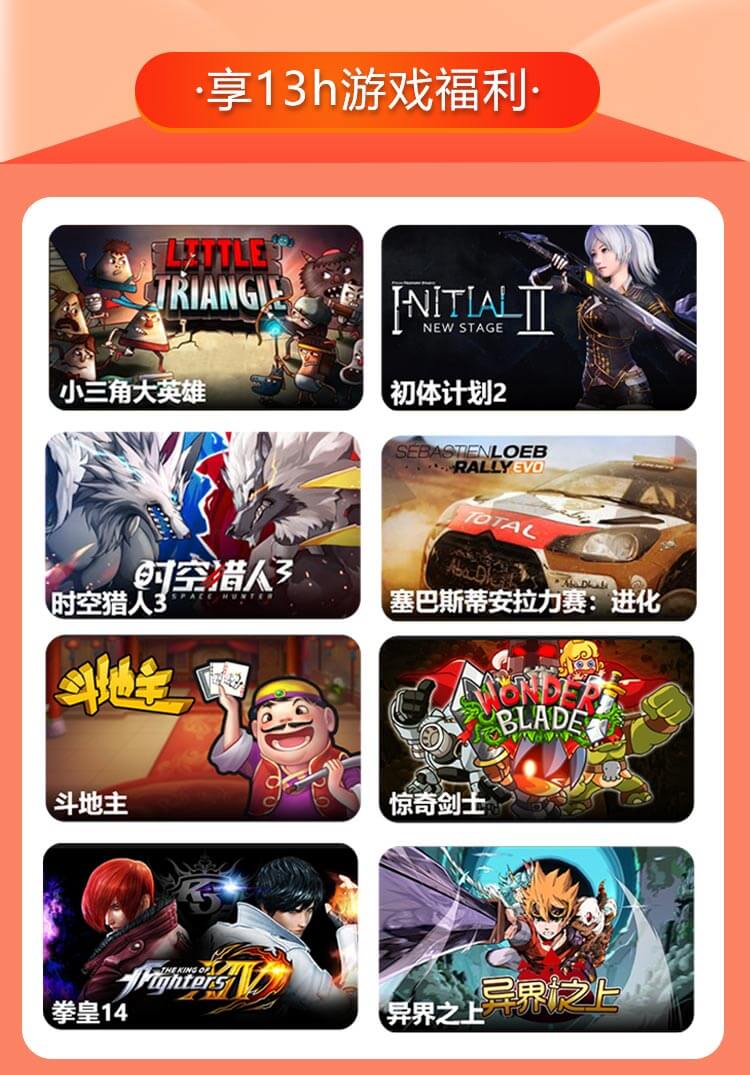 ·享13h游戏福利·
LITTLE
TRIANGLE
小三角大英雄
INITIAL II
NEW STAGE
初体计划2
时空猎人3
SPACE HUNTER
时空猎人3
SEBASTIEN LOEB
RALLY EVO
TOTAL
Abu Dhabi
Abu Dhabi
塞巴斯蒂安拉力赛：进化
斗地主
斗地主
WONDER
BLADE
惊奇剑士
THE KING OF
Fighters XIV
拳皇14
异界之上
异界之上